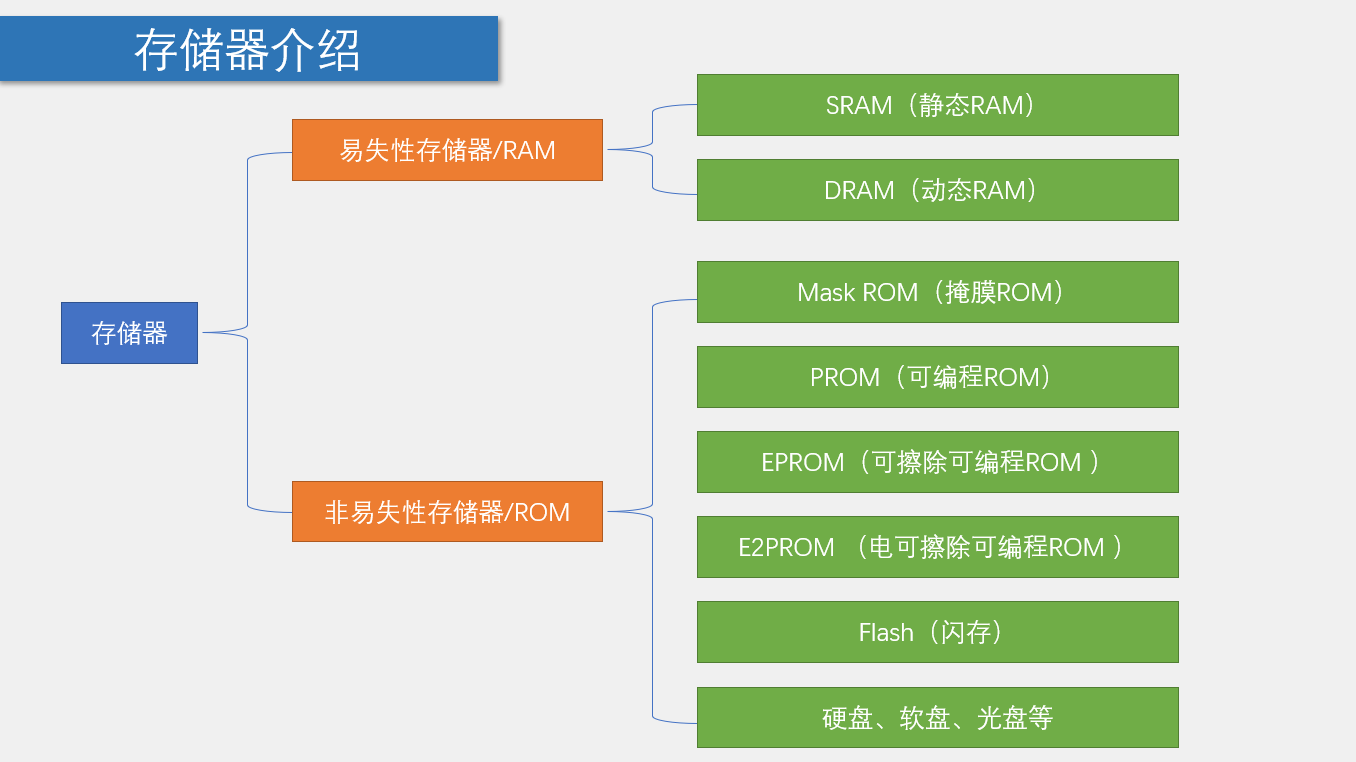 存储器介绍
存储器
易失性存储器/RAM
SRAM（静态RAM）
DRAM（动态RAM）
非易失性存储器/ROM
Mask ROM（掩膜ROM）
PROM（可编程ROM）
EPROM（可擦除可编程ROM ）
E2PROM （电可擦除可编程ROM ）
Flash（闪存）
硬盘、软盘、光盘等